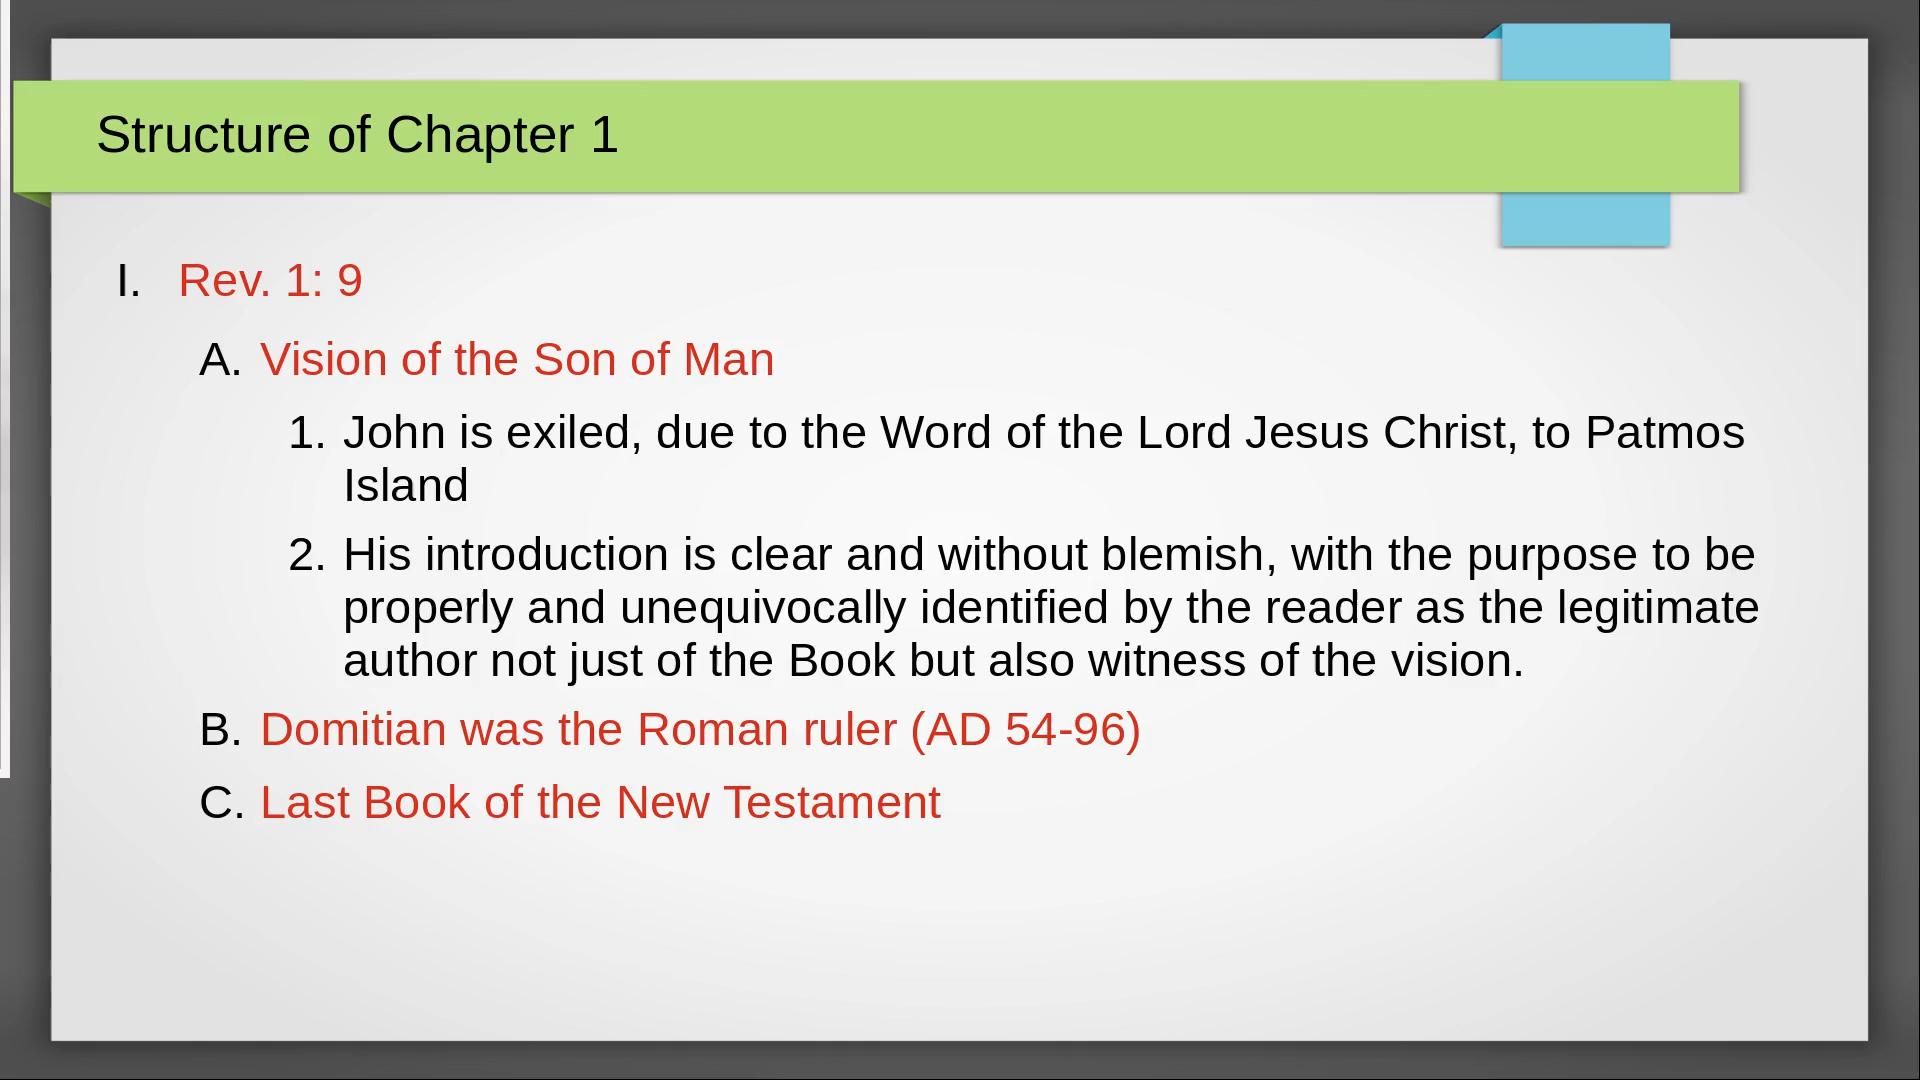 Structure of Chapter 1
I. Rev. 1: 9
A. Vision of the Son of Man
1. John is exiled, due to the Word of the Lord Jesus Christ, to Patmos
Island
2. His introduction is clear and without blemish, with the purpose to be
properly and unequivocally identified by the reader as the legitimate
author not just of the Book but also witness of the vision.
B. Domitian was the Roman ruler (AD 54-96)
C. Last Book of the New Testament